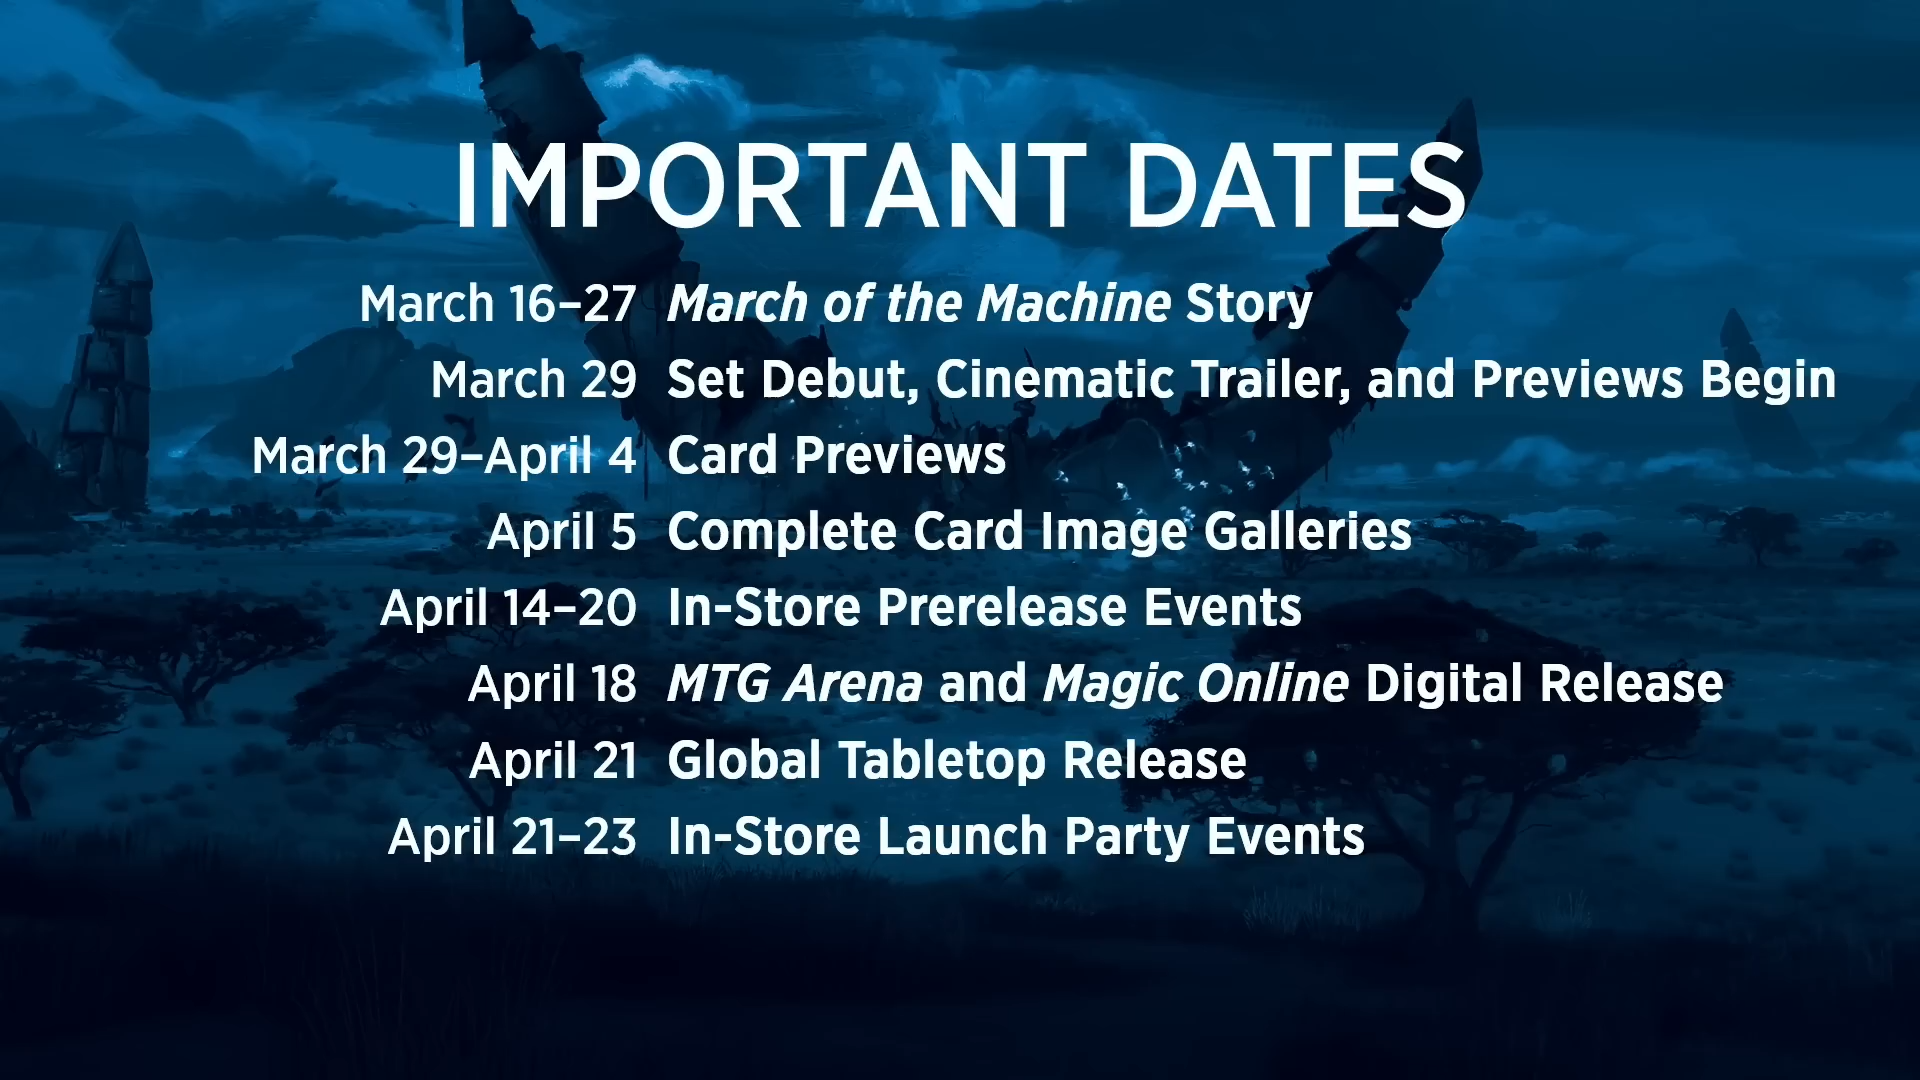 IMPORTANT DATES
March 16–27 March of the Machine Story
March 29 Set Debut, Cinematic Trailer, and Previews Begin
March 29–April 4 Card Previews
April 5 Complete Card Image Galleries
April 14–20 In-Store Prerelease Events
April 18 MTG Arena and Magic Online Digital Release
April 21 Global Tabletop Release
April 21–23 In-Store Launch Party Events